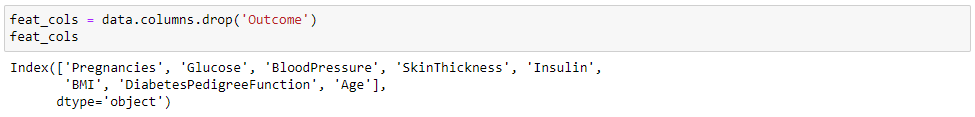 feat_cols = data.columns.drop('Outcome')
feat_cols
Index(['Pregnancies', 'Glucose', 'BloodPressure', 'SkinThickness', 'Insulin',
       'BMI', 'DiabetesPedigreeFunction', 'Age'],
      dtype='object')